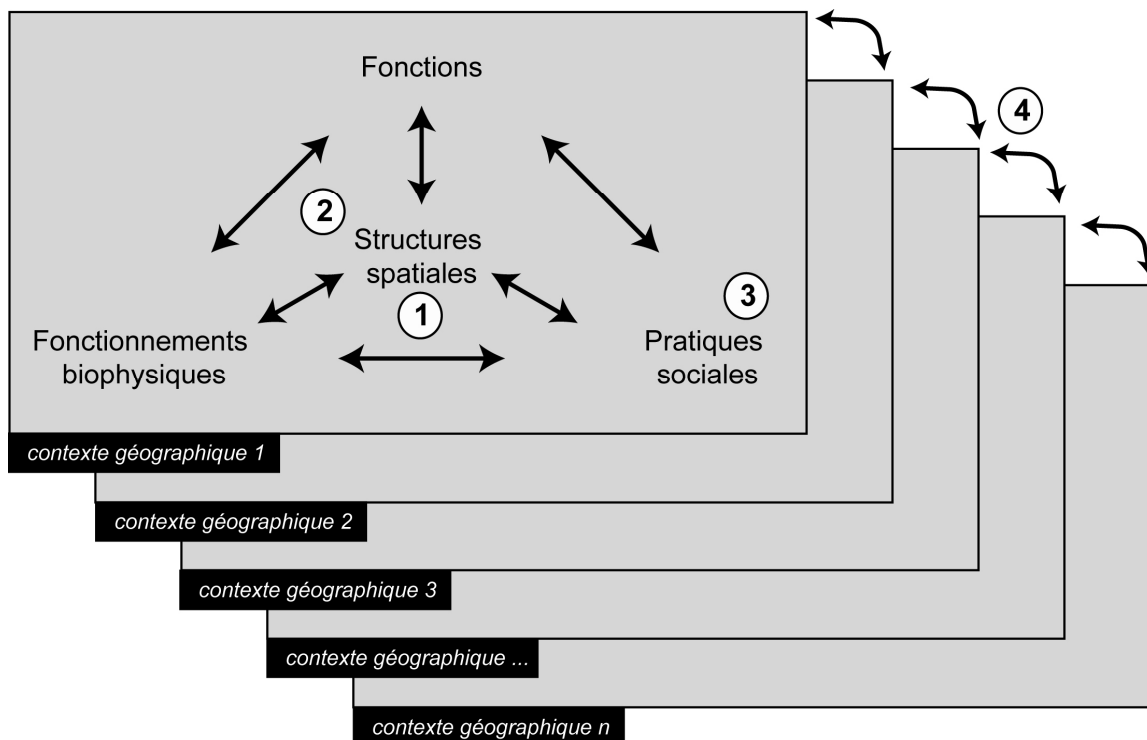 Fonctions
4
2
Structures
spatiales
3
1
Fonctionnements
biophysiques
Pratiques
sociales
contexte géographique 1
contexte géographique 2
contexte géographique 3
contexte géographique ...
contexte géographique n